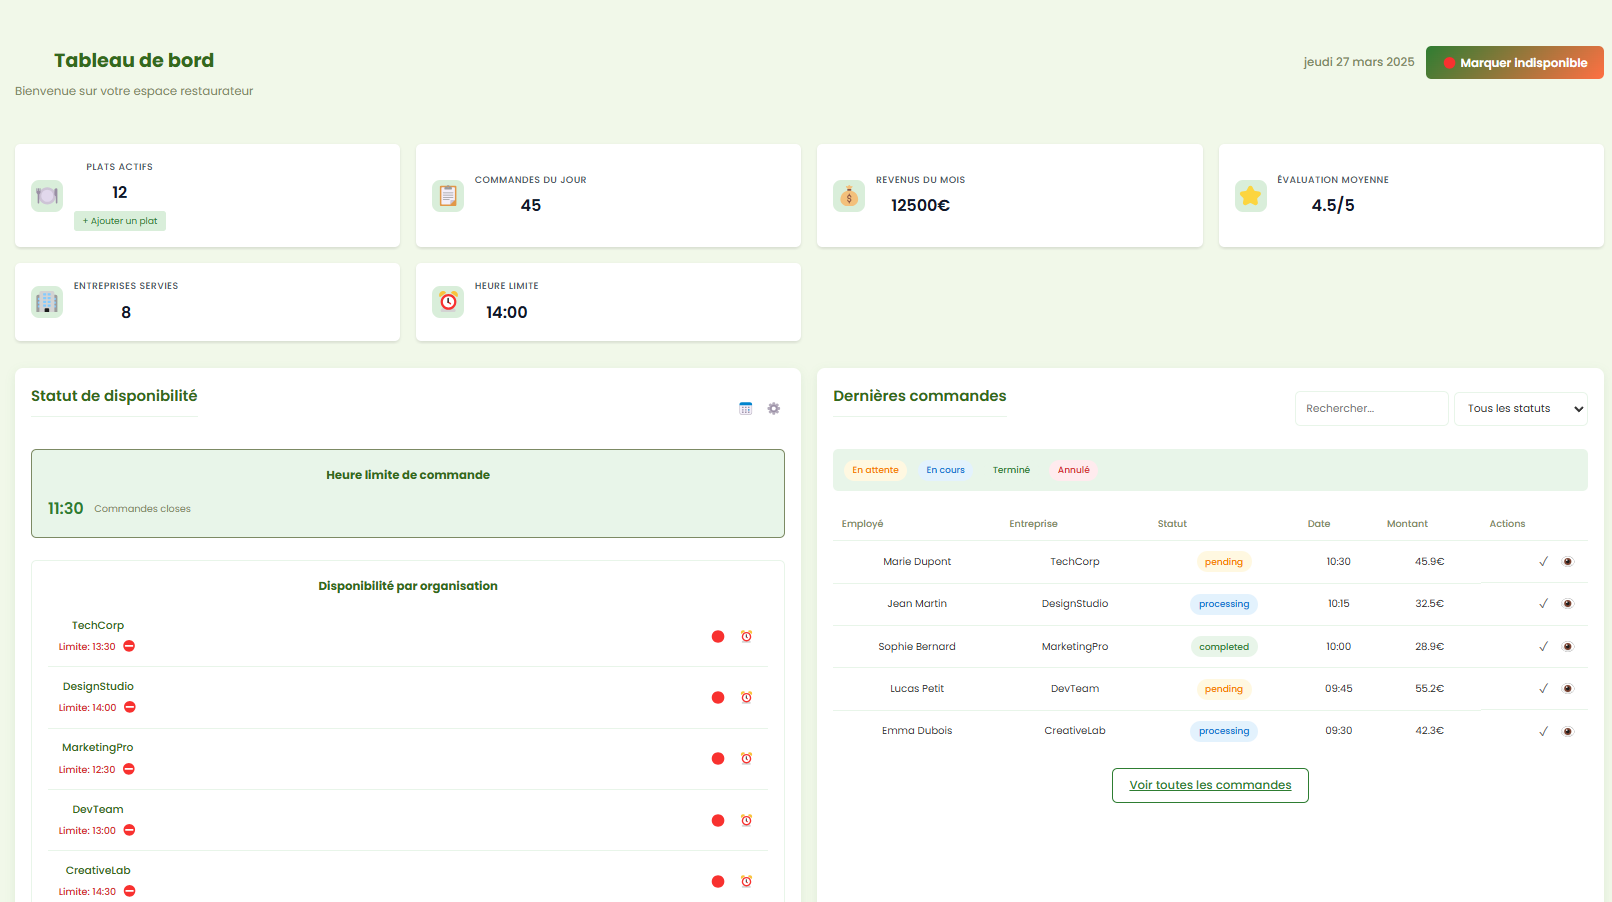 Tableau de bord
Bienvenue sur votre espace restaurateur
jeudi 27 mars 2025
Marquer indisponible
PLATS ACTIFS
12
+ Ajouter un plat
COMMANDES DU JOUR
45
REVENUS DU MOIS
12500€
ÉVALUATION MOYENNE
4.5/5
ENTREPRISES SERVIES
8
HEURE LIMITE
14:00
Statut de disponibilité
Heure limite de commande
11:30 Commandes closes
Disponibilité par organisation
TechCorp
Limite: 13:30
DesignStudio
Limite: 14:00
MarketingPro
Limite: 12:30
DevTeam
Limite: 13:00
CreativeLab
Limite: 14:30
Dernières commandes
Rechercher...
Tous les statuts
En attente En cours Terminé Annulé
Employé Entreprise Statut Date Montant Actions
Marie Dupont TechCorp pending 10:30 45.9€
Jean Martin DesignStudio processing 10:15 32.5€
Sophie Bernard MarketingPro completed 10:00 28.9€
Lucas Petit DevTeam pending 09:45 55.2€
Emma Dubois CreativeLab processing 09:30 42.3€
Voir toutes les commandes